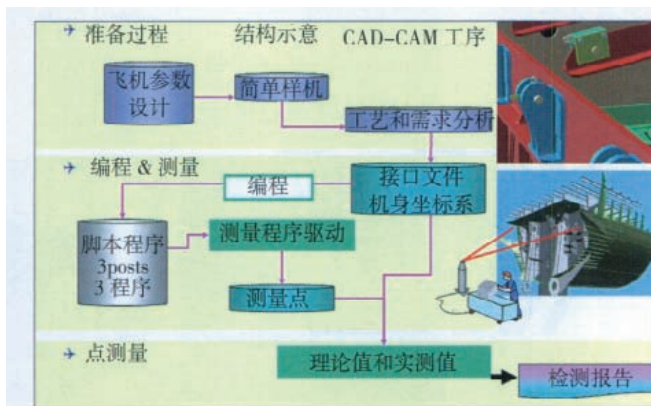 准备过程 结构示意 CAD-CAM 工序
飞机参数
设计
简单样机
工艺和需求分析
编程 & 测量
编程
接口文件
机身坐标系
脚本程序
3posts
3 程序
测量程序驱动
测量点
点测量
理论值和实测值
检测报告